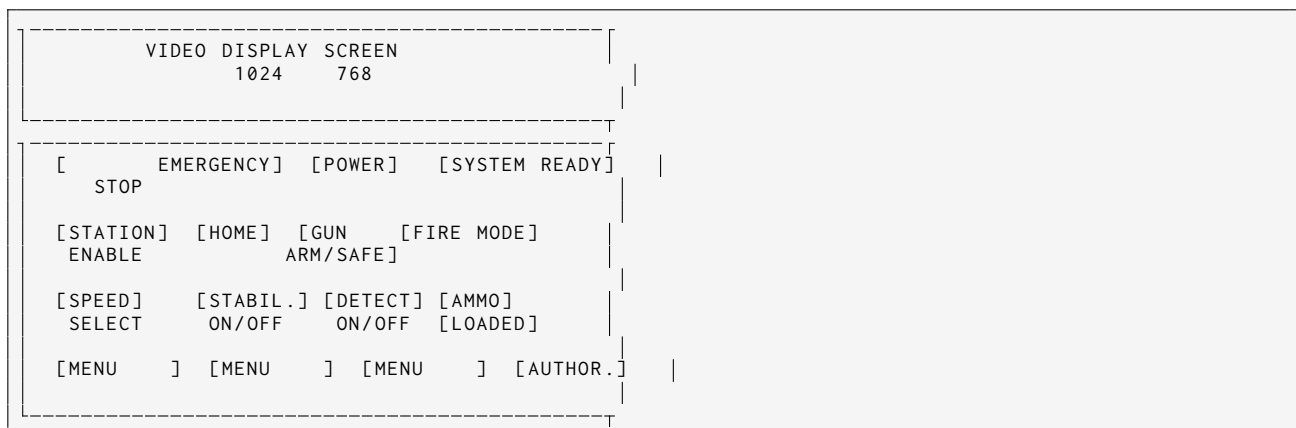 VIDEO DISPLAY SCREEN
1024 768
[ EMERGENCY] [POWER] [SYSTEM READY]
STOP
[STATION] [HOME] [GUN [FIRE MODE]
ENABLE ARM/SAFE]
[SPEED] [STABIL.] [DETECT] [AMMO]
SELECT ON/OFF ON/OFF [LOADED]
[MENU ] [MENU ] [MENU ] [AUTHOR.]